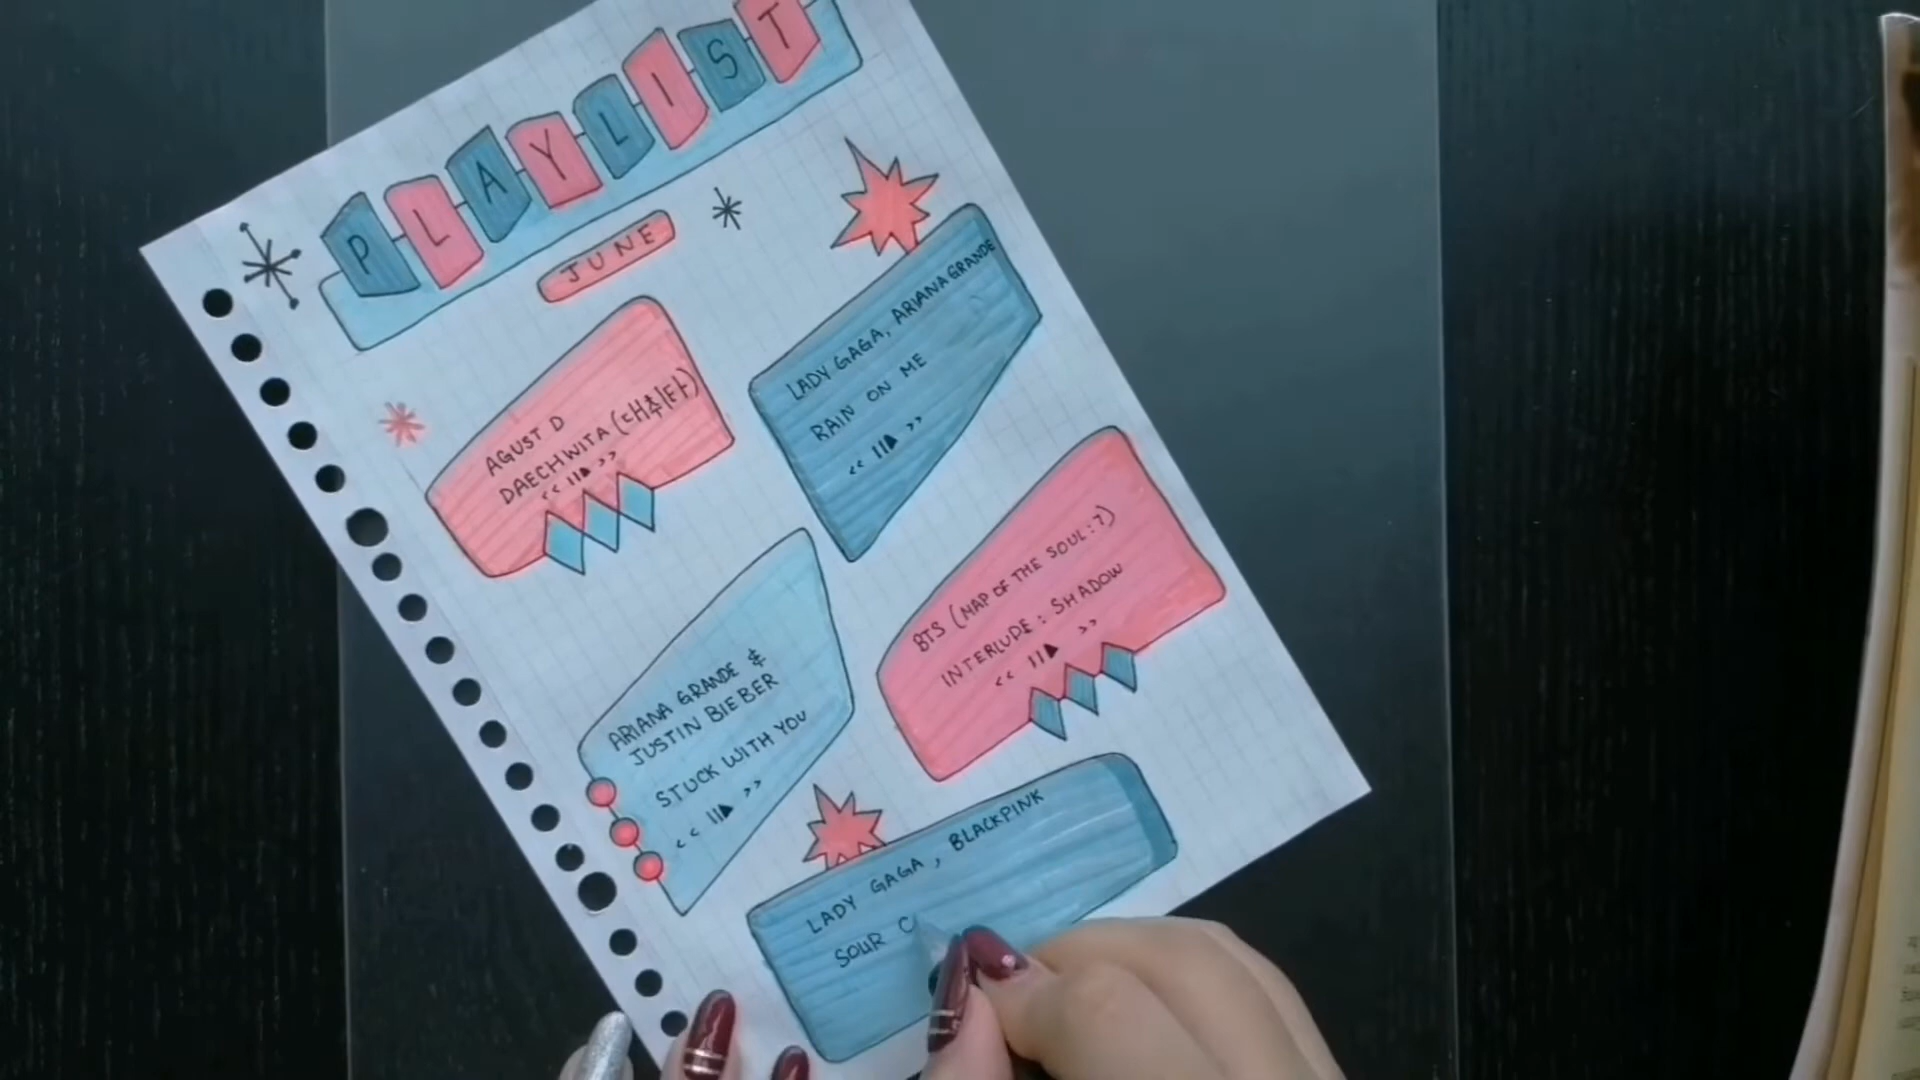 PLAYLIST
JUNE
AGUST D
DAECHWITA (대취타)
<< II▶ >>
LADY GAGA, ARIANA GRANDE
RAIN ON ME
<< II▶ >>
ARIANA GRANDE &
JUSTIN BIEBER
STUCK WITH YOU
<< II▶ >>
BTS (MAP OF THE SOUL : 7)
INTERLUDE : SHADOW
<< II▶ >>
LADY GAGA, BLACKPINK
SOUR C